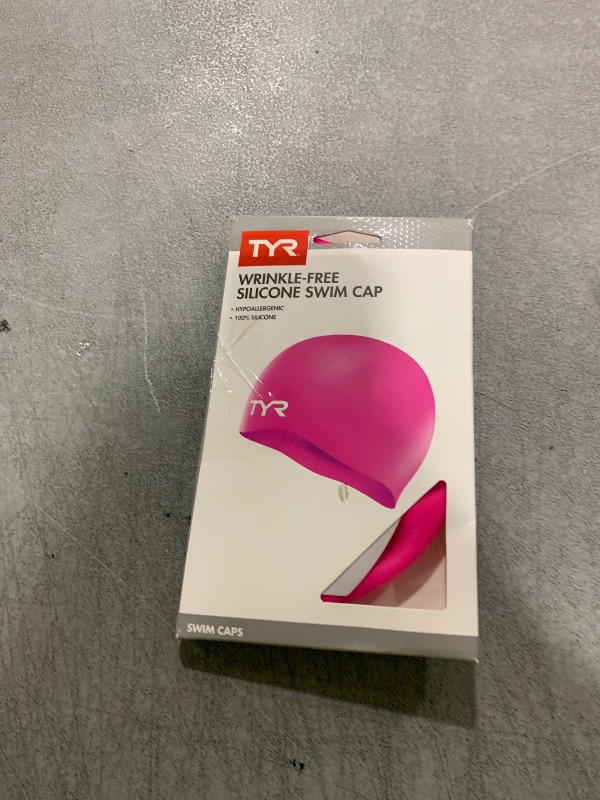 TYR
WRINKLE-FREE
SILICONE SWIM CAP
• HYPOALLERGENIC
• 100% SILICONE
TYR
SWIM CAPS